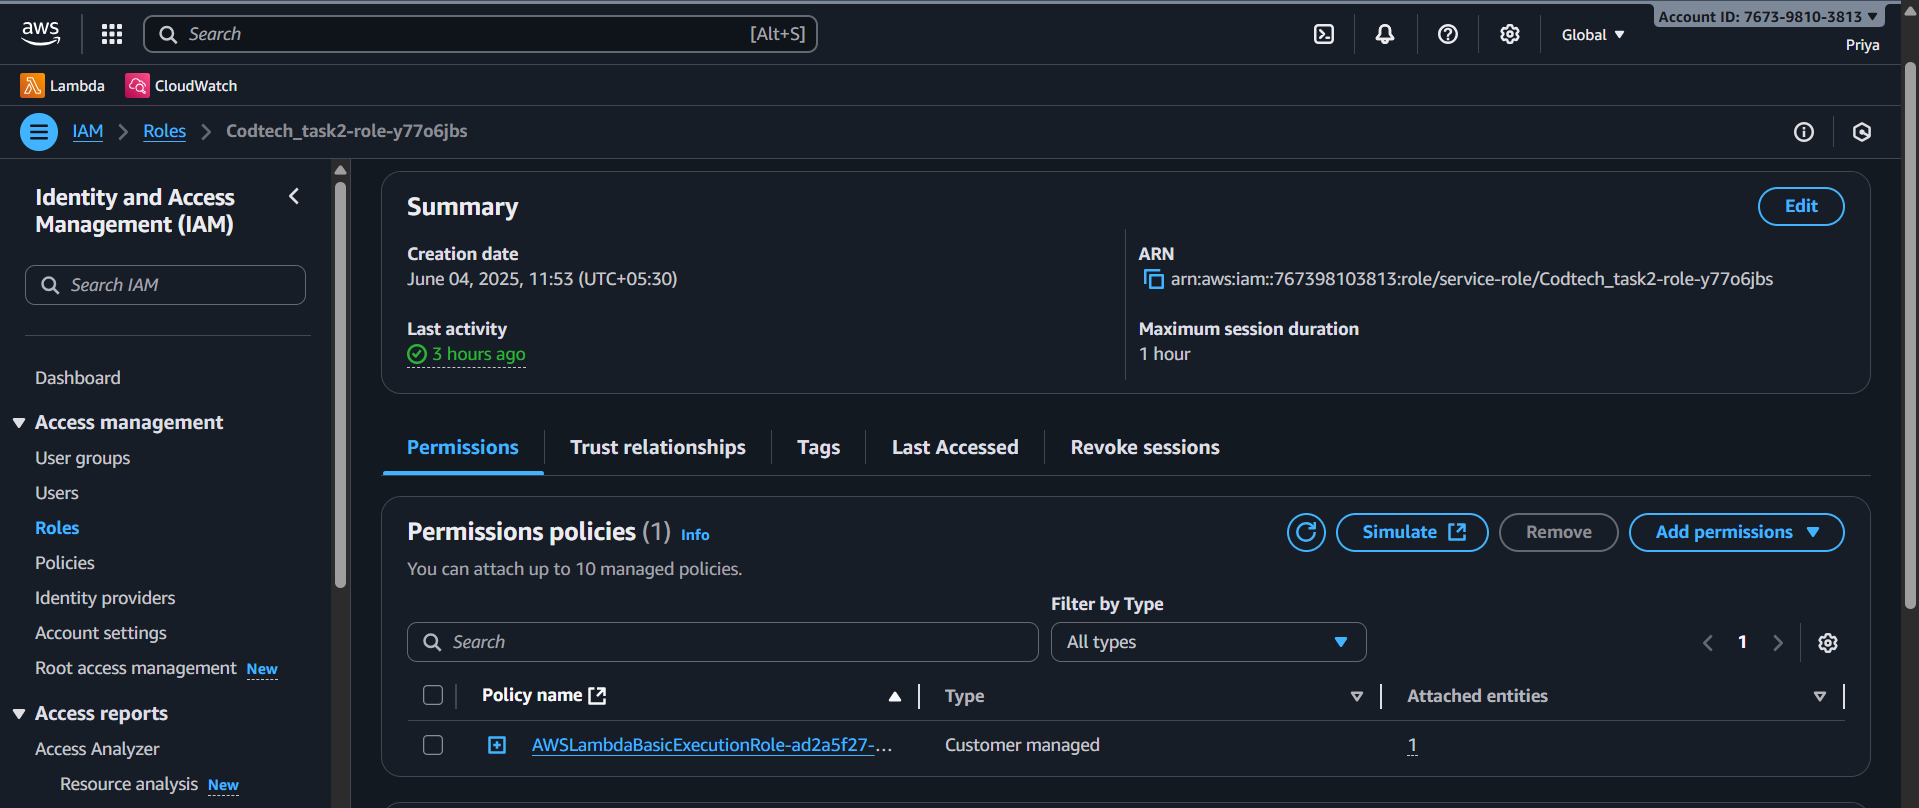 aws
Search [Alt+S]
Global
Account ID: 7673-9810-3813
Priya
Lambda
CloudWatch
IAM
Roles
Codtech_task2-role-y77o6jbs
Identity and Access
Management (IAM)
Search IAM
Dashboard
Access management
User groups
Users
Roles
Policies
Identity providers
Account settings
Root access management New
Access reports
Access Analyzer
Resource analysis New
Summary
Edit
Creation date
June 04, 2025, 11:53 (UTC+05:30)
ARN
arn:aws:iam::767398103813:role/service-role/Codtech_task2-role-y77o6jbs
Last activity
3 hours ago
Maximum session duration
1 hour
Permissions
Trust relationships
Tags
Last Accessed
Revoke sessions
Permissions policies (1) Info
Simulate
Remove
Add permissions
You can attach up to 10 managed policies.
Filter by Type
Search
All types
1
Policy name
Type
Attached entities
AWSLambdaBasicExecutionRole-ad2a5f27-...
Customer managed
1